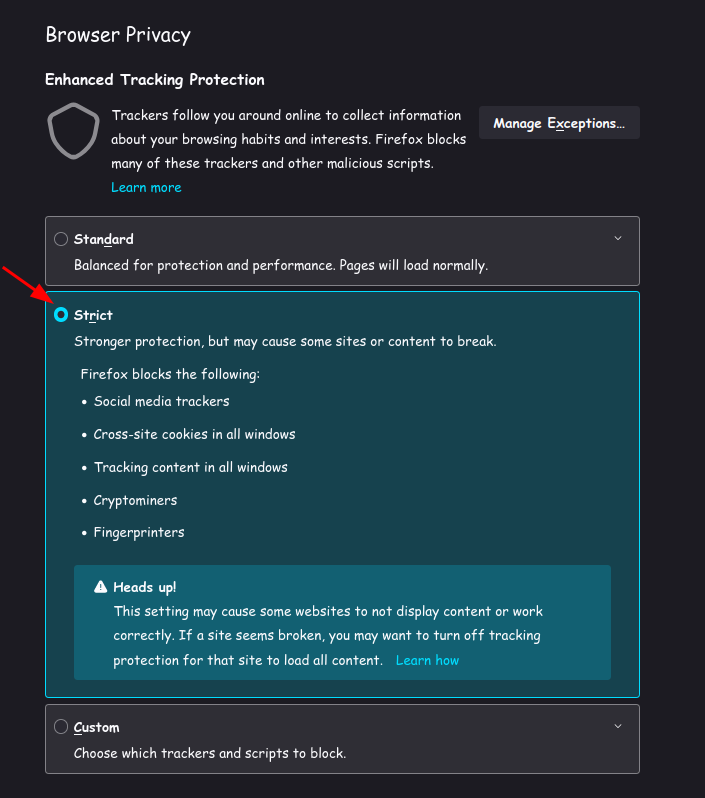 Browser Privacy
Enhanced Tracking Protection
Trackers follow you around online to collect information
about your browsing habits and interests. Firefox blocks
many of these trackers and other malicious scripts.
Learn more
Manage Exceptions...
Standard
Balanced for protection and performance. Pages will load normally.
Strict
Stronger protection, but may cause some sites or content to break.
Firefox blocks the following:
• Social media trackers
• Cross-site cookies in all windows
• Tracking content in all windows
• Cryptominers
• Fingerprinters
Heads up!
This setting may cause some websites to not display content or work
correctly. If a site seems broken, you may want to turn off tracking
protection for that site to load all content. Learn how
Custom
Choose which trackers and scripts to block.